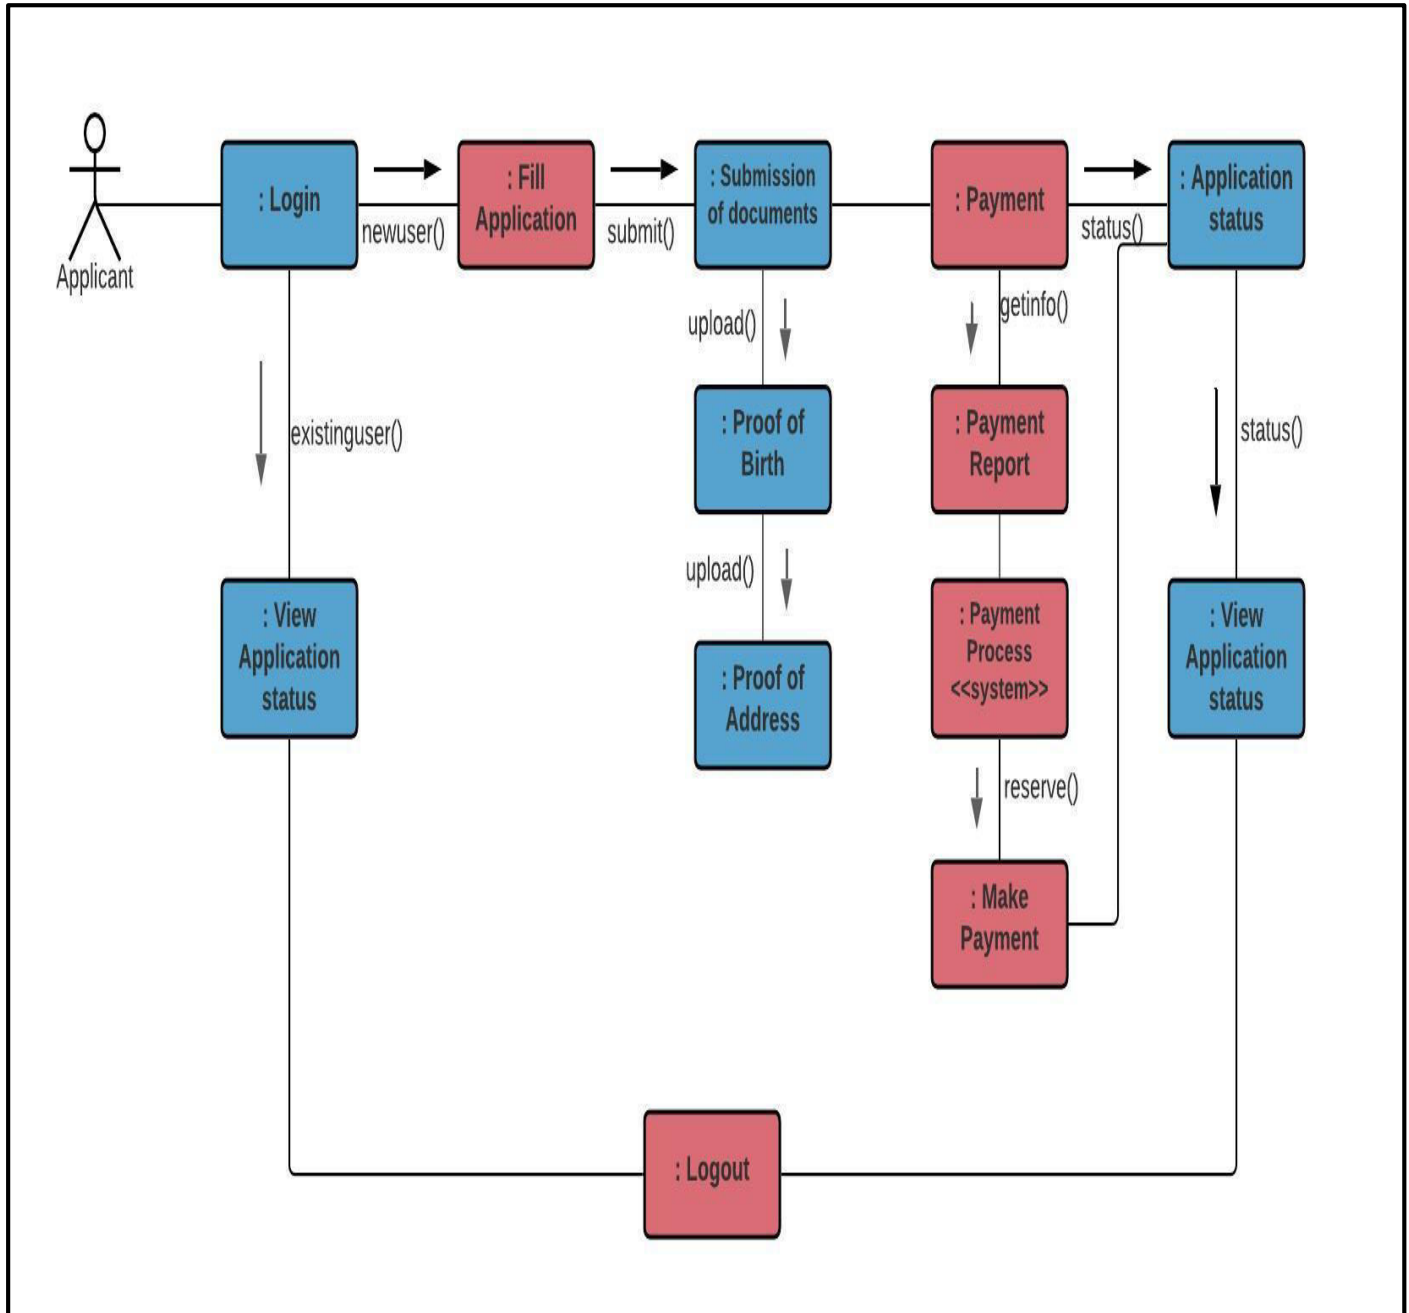 Applicant
: Login
newuser()
: Fill
Application
submit()
: Submission
of documents
: Payment
status()
: Application
status
existinguser()
upload()
getinfo()
status()
: Proof of
Birth
: Payment
Report
upload()
: View
Application
status
: Proof of
Address
: Payment
Process
<<system>>
: View
Application
status
reserve()
: Make
Payment
: Logout